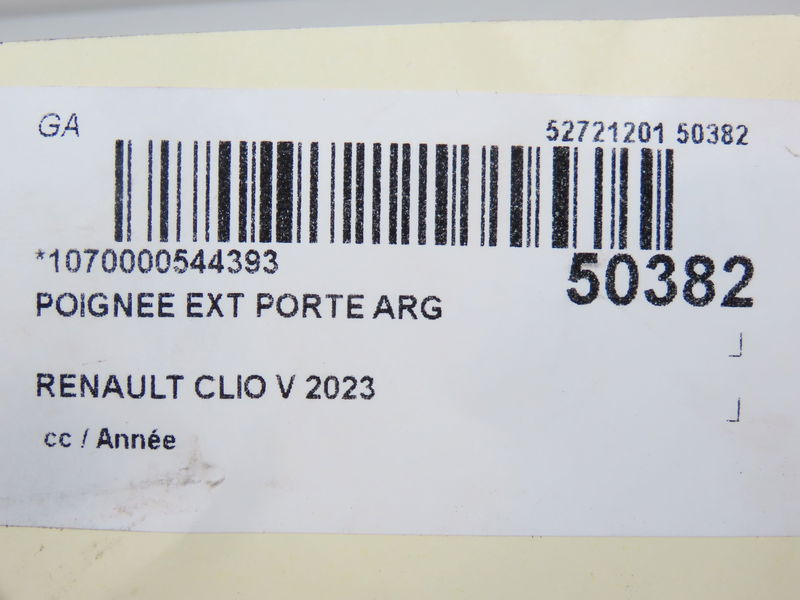 GA
52721201 50382
*1070000544393
50382
POIGNEE EXT PORTE ARG
RENAULT CLIO V 2023
cc / Année